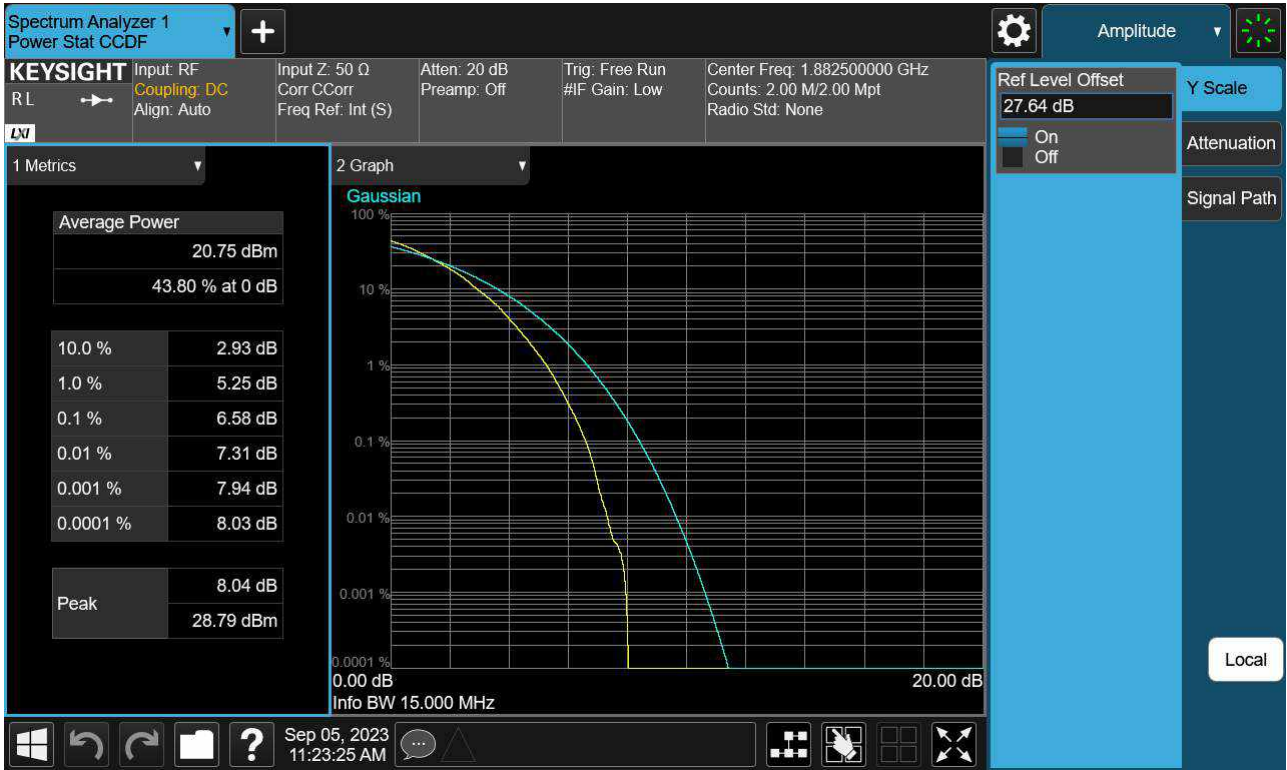 Spectrum Analyzer 1
Power Stat CCDF
Amplitude
KEYSIGHT
R L
LXI
Input: RF
Coupling: DC
Align: Auto
Input Z: 50 Ω
Corr CCorr
Freq Ref: Int (S)
Atten: 20 dB
Preamp: Off
Trig: Free Run
#IF Gain: Low
Center Freq: 1.882500000 GHz
Counts: 2.00 M/2.00 Mpt
Radio Std: None
Ref Level Offset
27.64 dB
On
Off
Y Scale
Attenuation
Signal Path
Local
1 Metrics
Average Power
20.75 dBm
43.80 % at 0 dB
10.0 % 2.93 dB
1.0 % 5.25 dB
0.1 % 6.58 dB
0.01 % 7.31 dB
0.001 % 7.94 dB
0.0001 % 8.03 dB
Peak
8.04 dB
28.79 dBm
2 Graph
Gaussian
100 %
10 %
1 %
0.1 %
0.01 %
0.001 %
0.0001 %
0.00 dB 20.00 dB
Info BW 15.000 MHz
?
Sep 05, 2023
11:23:25 AM